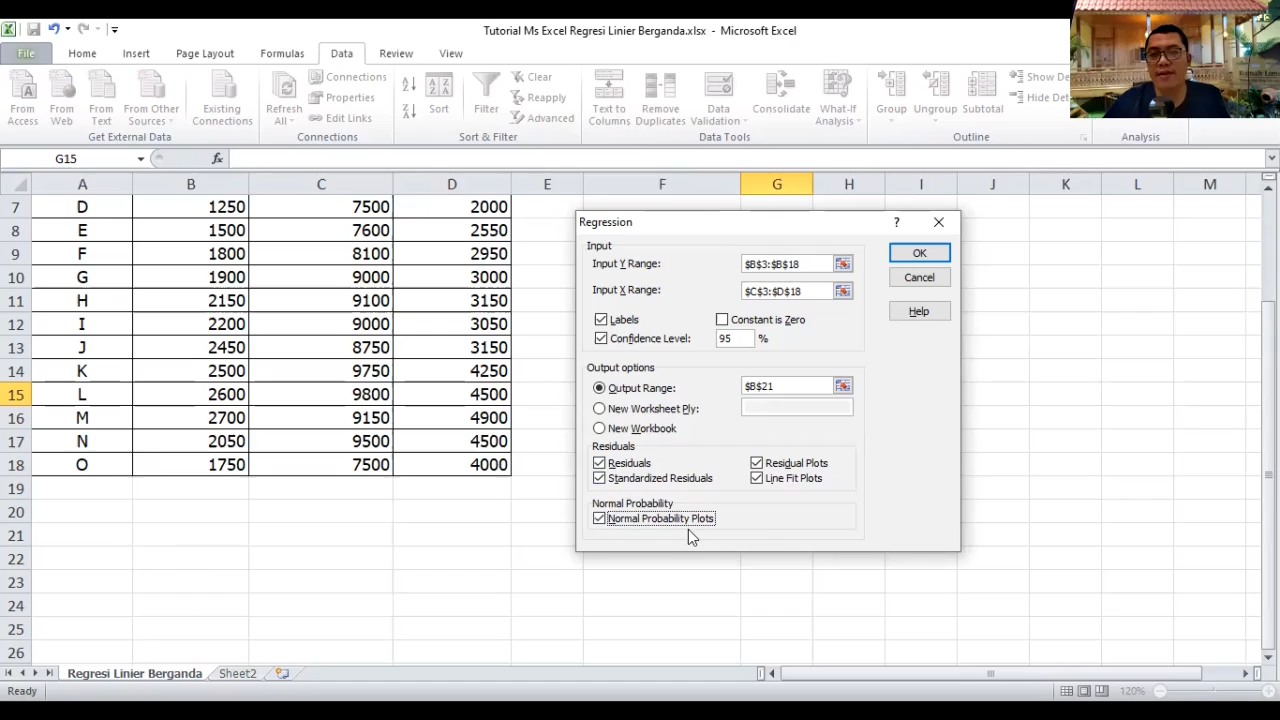 Tutorial Ms Excel Regresi Linier Berganda.xlsx - Microsoft Excel
File Home Insert Page Layout Formulas Data Review View
From Access
From Web
From Text
From Other Sources
Existing Connections
Get External Data
Refresh All
Connections
Properties
Edit Links
Connections
Sort
Filter
Clear
Reapply
Advanced
Sort & Filter
Text to Columns
Remove Duplicates
Data Validation
Consolidate
What-If Analysis
Data Tools
Group
Ungroup
Subtotal
Show De
Hide Det
Outline
Analysis
G15 fx
A B C D E F G H I J K L M
7 D 1250 7500 2000
8 E 1500 7600 2550
9 F 1800 8100 2950
10 G 1900 9000 3000
11 H 2150 9100 3150
12 I 2200 9000 3050
13 J 2450 8750 3150
14 K 2500 9750 4250
15 L 2600 9800 4500
16 M 2700 9150 4900
17 N 2050 9500 4500
18 O 1750 7500 4000
19
20
21
22
23
24
25
26
Regression ?
Input
Input Y Range: $B$3:$B$18
Input X Range: $C$3:$D$18
Labels Constant is Zero
Confidence Level: 95 %
Output options
Output Range: $B$21
New Worksheet Ply:
New Workbook
Residuals
Residuals Residual Plots
Standardized Residuals Line Fit Plots
Normal Probability
Normal Probability Plots
OK
Cancel
Help
Regresi Linier Berganda Sheet2
Ready 120%